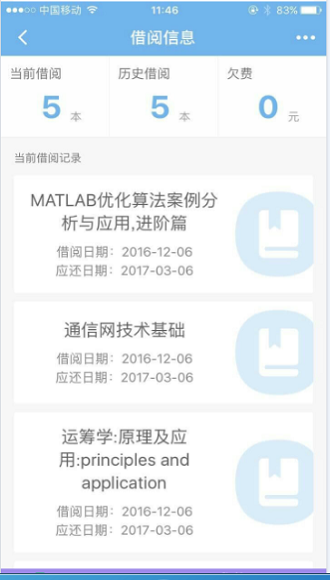 中国移动 11:46 83%
借阅信息
当前借阅 历史借阅 欠费
5 本 5 本 0 元
当前借阅记录
MATLAB优化算法案例分
析与应用,进阶篇
借阅日期：2016-12-06
应还日期：2017-03-06
通信网技术基础
借阅日期：2016-12-06
应还日期：2017-03-06
运筹学:原理及应
用:principles and
application
借阅日期：2016-12-06
应还日期：2017-03-06